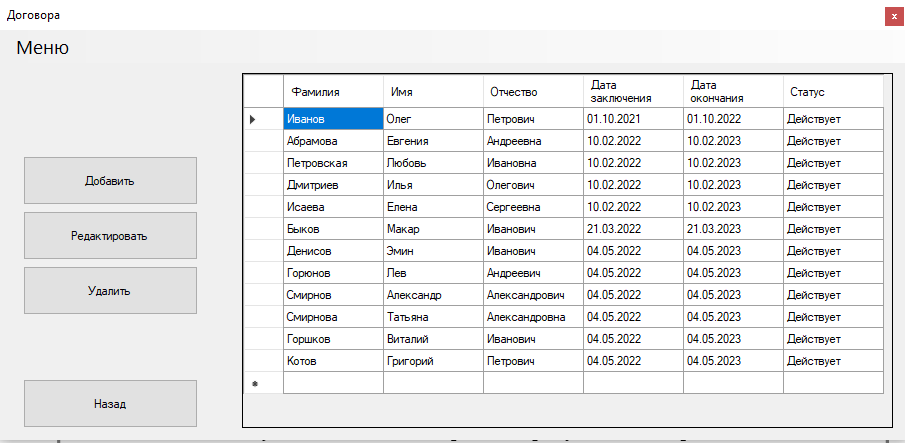 Договора
x
Меню
Фамилия Имя Отчество Дата заключения Дата окончания Статус
Иванов Олег Петрович 01.10.2021 01.10.2022 Действует
Абрамова Евгения Андреевна 10.02.2022 10.02.2023 Действует
Петровская Любовь Ивановна 10.02.2022 10.02.2023 Действует
Дмитриев Илья Олегович 10.02.2022 10.02.2023 Действует
Исаева Елена Сергеевна 10.02.2022 10.02.2023 Действует
Быков Макар Иванович 21.03.2022 21.03.2023 Действует
Денисов Эмин Иванович 04.05.2022 04.05.2023 Действует
Горюнов Лев Андреевич 04.05.2022 04.05.2023 Действует
Смирнов Александр Александрович 04.05.2022 04.05.2023 Действует
Смирнова Татьяна Александровна 04.05.2022 04.05.2023 Действует
Горшков Виталий Иванович 04.05.2022 04.05.2023 Действует
Котов Григорий Петрович 04.05.2022 04.05.2023 Действует
Добавить
Редактировать
Удалить
Назад